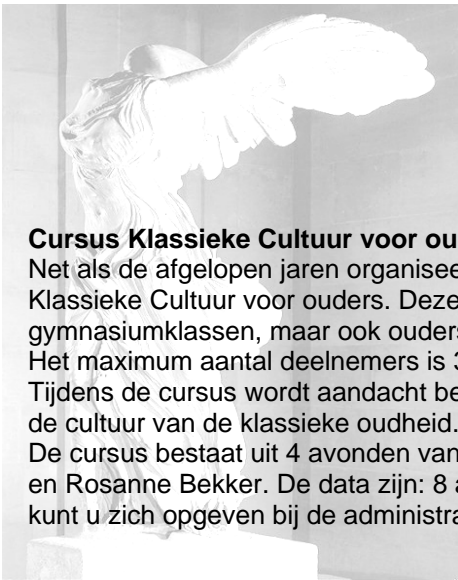 Cursus Klassieke Cultuur voor ou
Net als de afgelopen jaren organisee
Klassieke Cultuur voor ouders. Deze
gymnasiumklassen, maar ook ouders
Het maximum aantal deelnemers is 3
Tijdens de cursus wordt aandacht be
de cultuur van de klassieke oudheid.
De cursus bestaat uit 4 avonden van
en Rosanne Bekker. De data zijn: 8 a
kunt u zich opgeven bij de administra